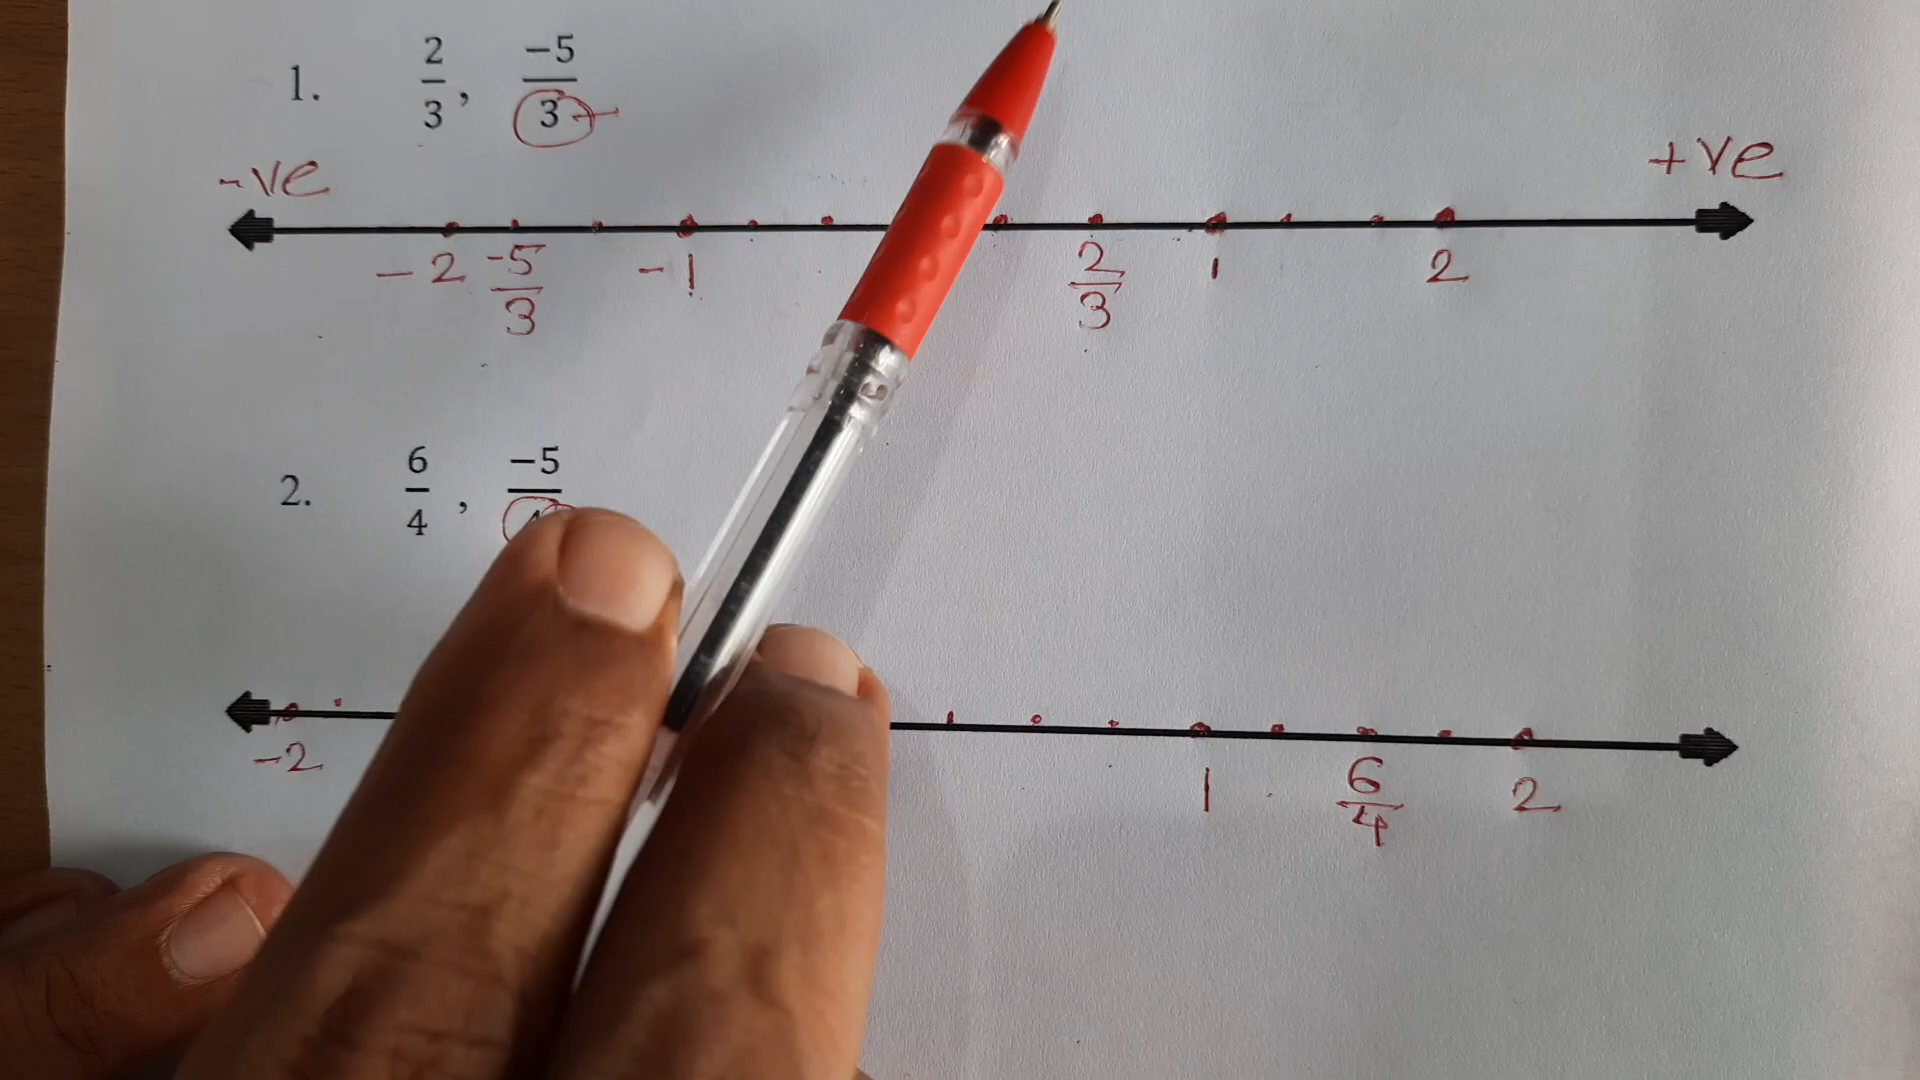 1. 2/3, -5/3
-ve +ve
-2 -5/3 -1 2/3 1 2
2. 6/4, -5/4
-2 1 6/4 2